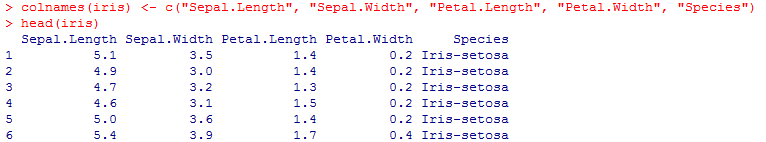 > colnames(iris) <- c("Sepal.Length", "Sepal.Width", "Petal.Length", "Petal.Width", "Species")
> head(iris)
  Sepal.Length Sepal.Width Petal.Length Petal.Width     Species
1          5.1         3.5          1.4         0.2 Iris-setosa
2          4.9         3.0          1.4         0.2 Iris-setosa
3          4.7         3.2          1.3         0.2 Iris-setosa
4          4.6         3.1          1.5         0.2 Iris-setosa
5          5.0         3.6          1.4         0.2 Iris-setosa
6          5.4         3.9          1.7         0.4 Iris-setosa